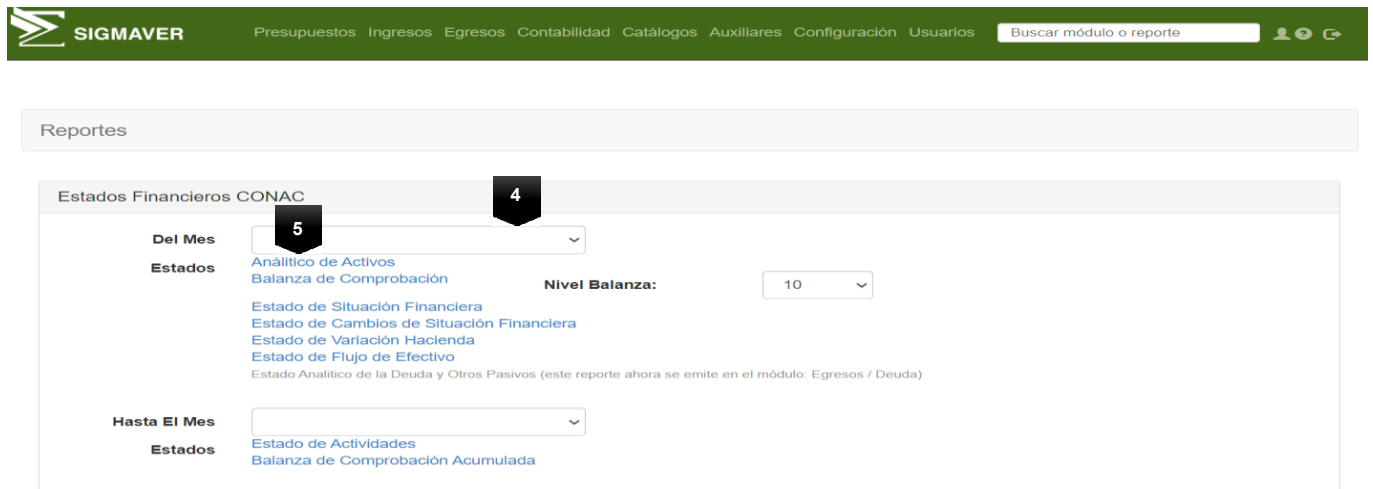 SIGMAVER Presupuestos Ingresos Egresos Contabilidad Catálogos Auxiliares Configuración Usuarios Buscar módulo o reporte
Reportes
Estados Financieros CONAC
4
5
Del Mes
Estados
Análitico de Activos
Balanza de Comprobación
Nivel Balanza: 10
Estado de Situación Financiera
Estado de Cambios de Situación Financiera
Estado de Variación Hacienda
Estado de Flujo de Efectivo
Estado Analitico de la Deuda y Otros Pasivos (este reporte ahora se emite en el módulo: Egresos / Deuda)
Hasta El Mes
Estados
Estado de Actividades
Balanza de Comprobación Acumulada